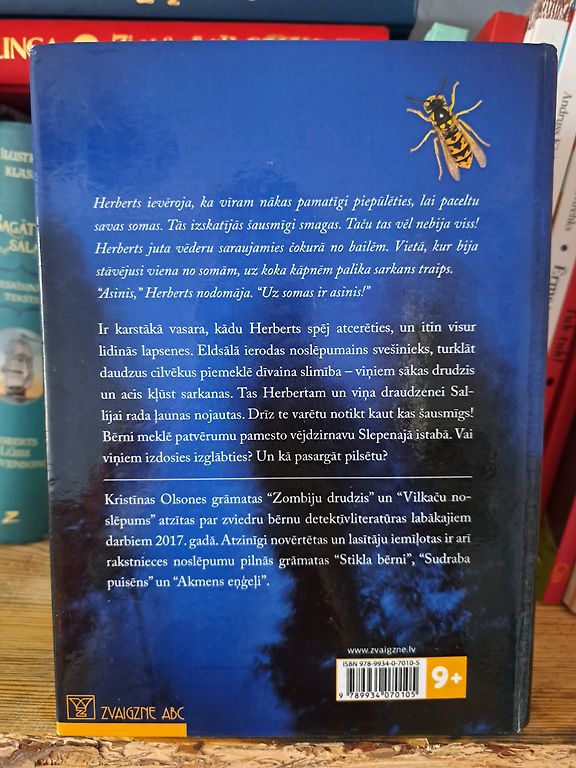 LINGA
ILUST
KLAS
BAGĀT
SALA
Herberts ievēroja, ka vīram nākas pamatīgi piepūlēties, lai paceltu
savas somas. Tās izskatījās šausmīgi smagas. Taču tas vēl nebija viss!
Herberts juta vēderu saraujamies čokurā no bailēm. Vietā, kur bija
stāvējusi viena no somām, uz koka kāpnēm palika sarkans traips.
“Asinis,” Herberts nodomāja. “Uz somas ir asinis!”
Ir karstākā vasara, kādu Herberts spēj atcerēties, un itin visur
lidinās lapsenes. Eldsālā ierodas noslēpumains svešinieks, turklāt
daudzus cilvēkus piemeklē dīvaina slimība – viņiem sākas drudzis
un acis kļūst sarkanas. Tas Herbertam un viņa draudzenei Sal-
lijai rada ļaunas nojautas. Drīz te varētu notikt kaut kas šausmīgs!
Bērni meklē patvērumu pamesto vējdzirnavu Slepenajā istabā. Vai
viņiem izdosies izglābties? Un kā pasargāt pilsētu?
Kristīnas Olsones grāmatas “Zombiju drudzis” un “Vilkaču no-
slēpums” atzītas par zviedru bērnu detektīvliteratūras labākajiem
darbiem 2017. gadā. Atzinīgi novērtētas un lasītāju iemīļotas ir arī
rakstnieces noslēpumu pilnās grāmatas “Stikla bērni”, “Sudraba
puisēns” un “Akmens eņģeļi”.
www.zvaigzne.lv
ISBN 978-9934-0-7010-5
9 789934 070105
9+
ZVAIGZNE ABC